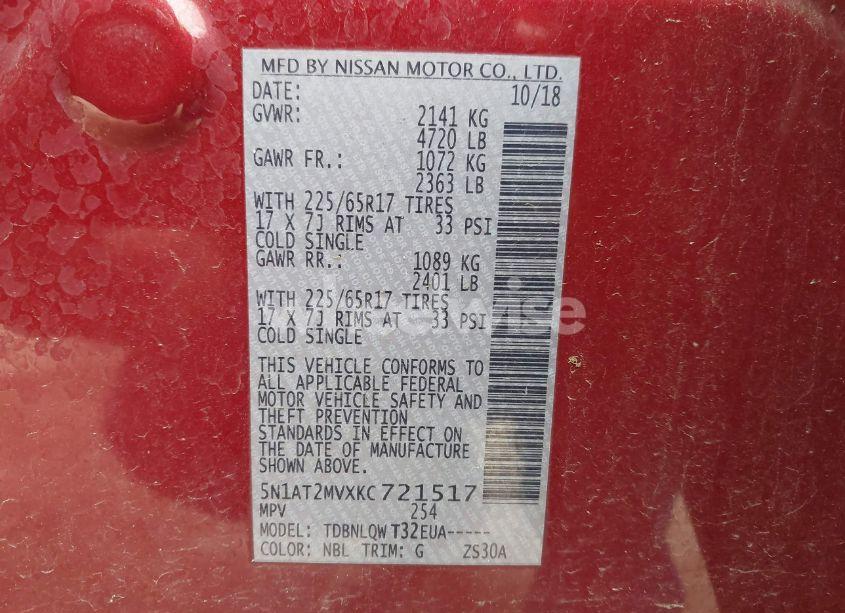 MFD BY NISSAN MOTOR CO., LTD.
DATE: 10/18
GVWR: 2141 KG
4720 LB
GAWR FR.: 1072 KG
2363 LB
WITH 225/65R17 TIRES
17 X 7J RIMS AT 33 PSI
COLD SINGLE
GAWR RR.: 1089 KG
2401 LB
WITH 225/65R17 TIRES
17 X 7J RIMS AT 33 PSI
COLD SINGLE
THIS VEHICLE CONFORMS TO
ALL APPLICABLE FEDERAL
MOTOR VEHICLE SAFETY AND
THEFT PREVENTION
STANDARDS IN EFFECT ON
THE DATE OF MANUFACTURE
SHOWN ABOVE.
5N1AT2MVXKC721517
MPV 254
MODEL: TDBNLQWT32EUA-----
COLOR: NBL TRIM: G ZS30A